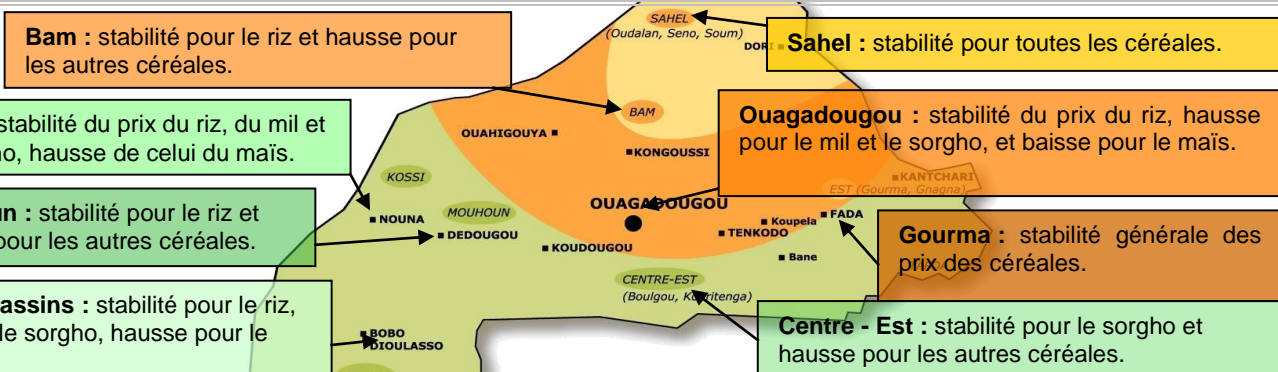 Bam : stabilité pour le riz et hausse pour
les autres céréales.
SAHEL
(Oudalan, Seno, Soum)
DORI
Sahel : stabilité pour toutes les céréales.
BAM
stabilité du prix du riz, du mil et
hausse de celui du maïs.
OUAHIGOUYA
KONGOUSSI
Ouagadougou : stabilité du prix du riz, hausse
pour le mil et le sorgho, et baisse pour le maïs.
KANTCHARI
EST (Gourma, Gnagna)
KOSSI
: stabilité pour le riz et
pour les autres céréales.
NOUNA
MOUHOUN
DEDOUGOU
OUAGADOUGOU
KOUDOUGOU
Koupela
FADA
TENKODO
Bane
Gourma : stabilité générale des
prix des céréales.
CENTRE-EST
(Boulgou,
: stabilité pour le riz,
le sorgho, hausse pour le
BOBO
DIOULASSO
Centre - Est : stabilité pour le sorgho et
hausse pour les autres céréales.